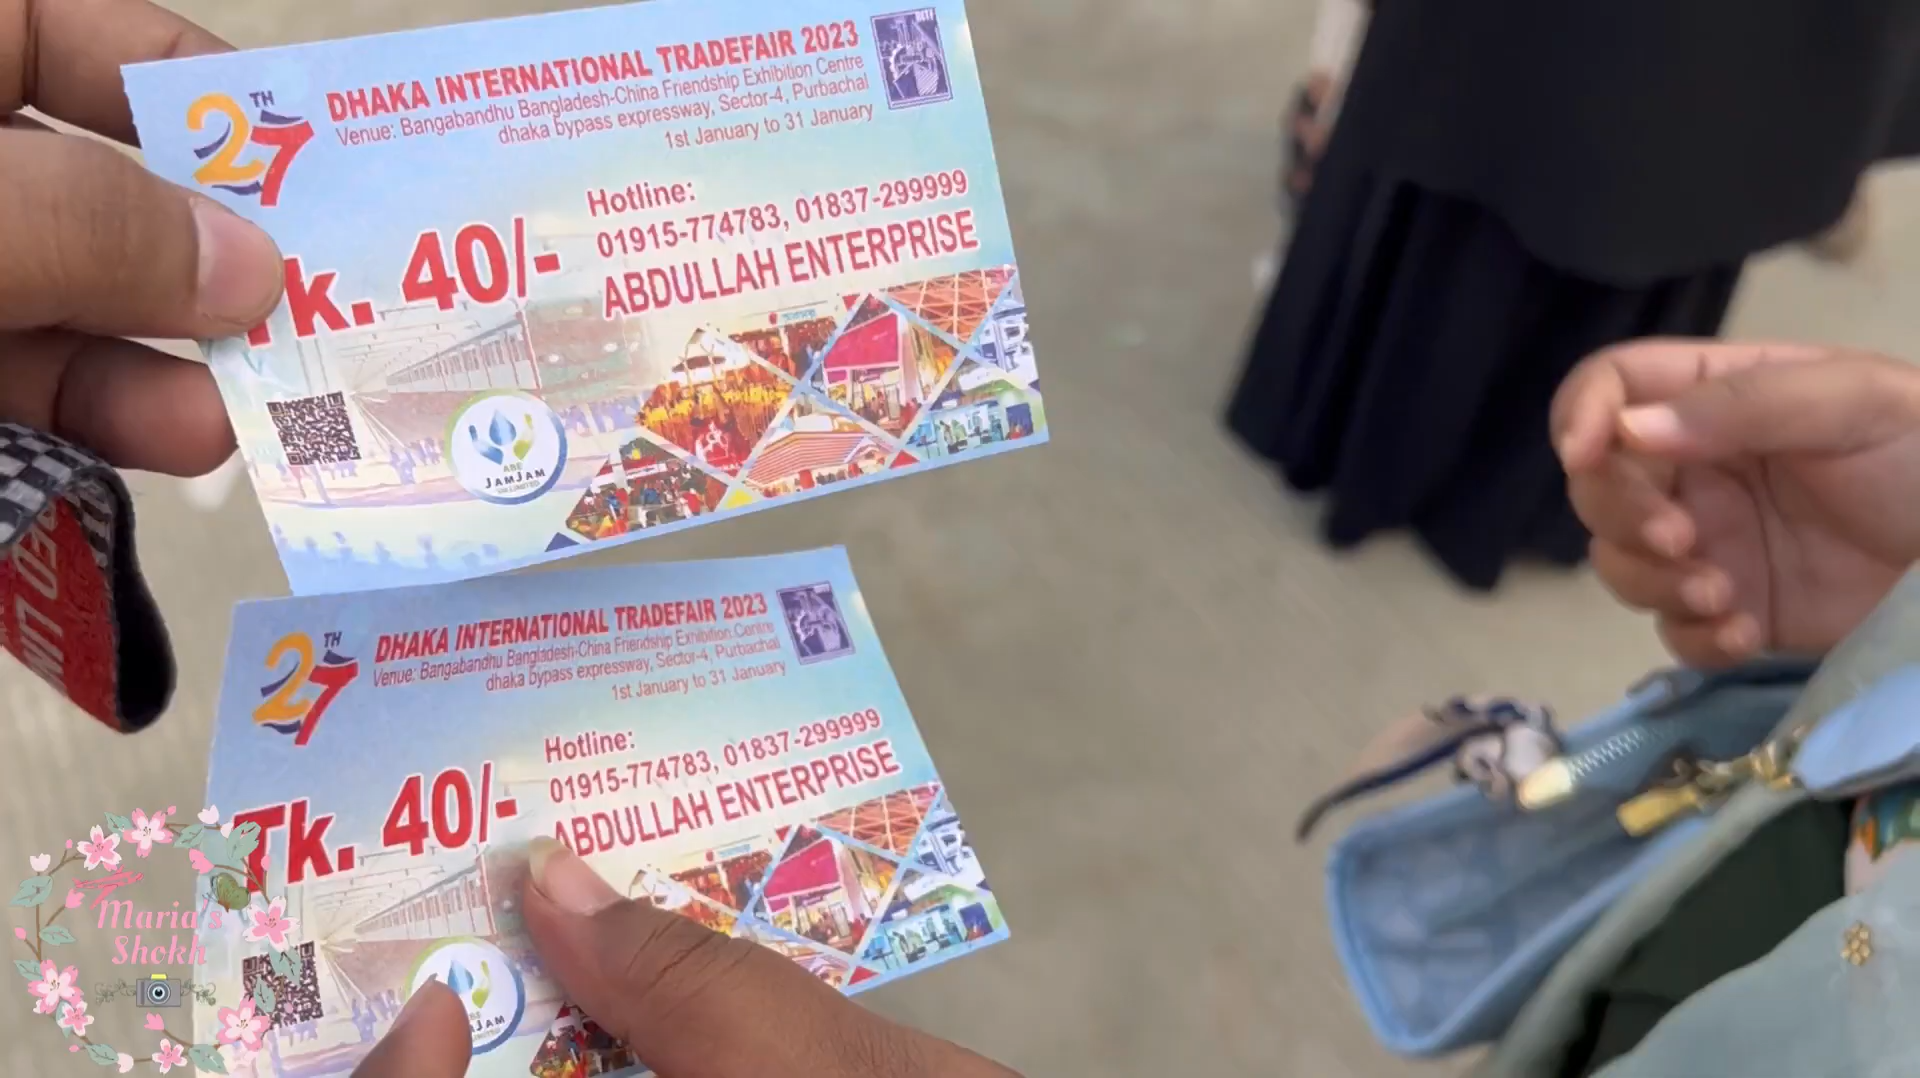 27TH
DHAKA INTERNATIONAL TRADEFAIR 2023
Venue: Bangabandhu Bangladesh-China Friendship Exhibition Centre
dhaka bypass expressway, Sector-4, Purbachal
1st January to 31 January
Hotline:
01915-774783, 01837-299999
Tk. 40/-
ABDULLAH ENTERPRISE
ABE
JAMJAM
27TH
DHAKA INTERNATIONAL TRADEFAIR 2023
Venue: Bangabandhu Bangladesh-China Friendship Exhibition Centre
dhaka bypass expressway, Sector-4, Purbachal
1st January to 31 January
Hotline:
01915-774783, 01837-299999
Tk. 40/-
ABDULLAH ENTERPRISE
Maria's
Shokh